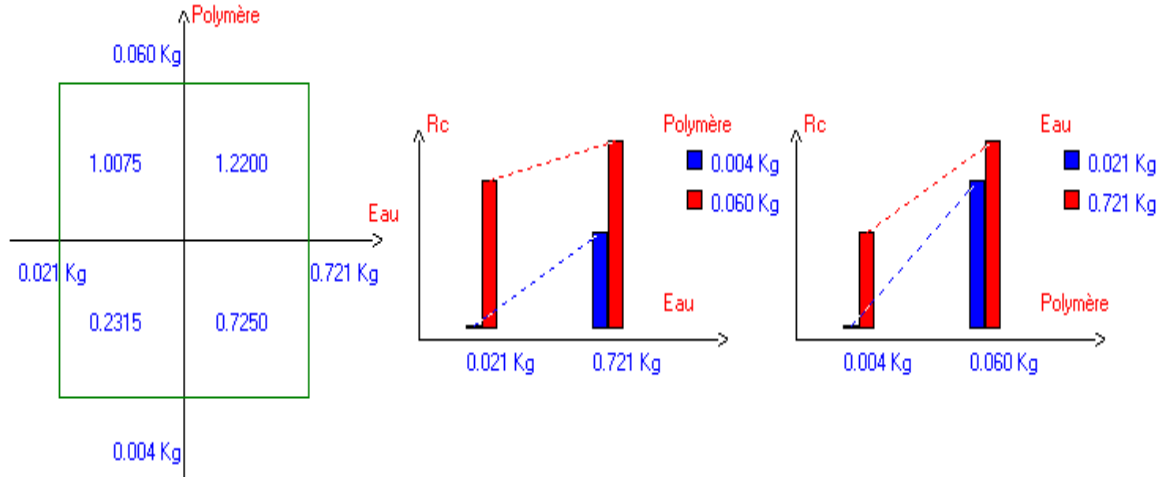 Polymère
0.060 Kg
1.0075 1.2200
Eau
0.021 Kg 0.721 Kg
0.2315 0.7250
0.004 Kg
Rc
Polymère
0.004 Kg
0.060 Kg
Eau
0.021 Kg 0.721 Kg
Rc
Eau
0.021 Kg
0.721 Kg
Polymère
0.004 Kg 0.060 Kg